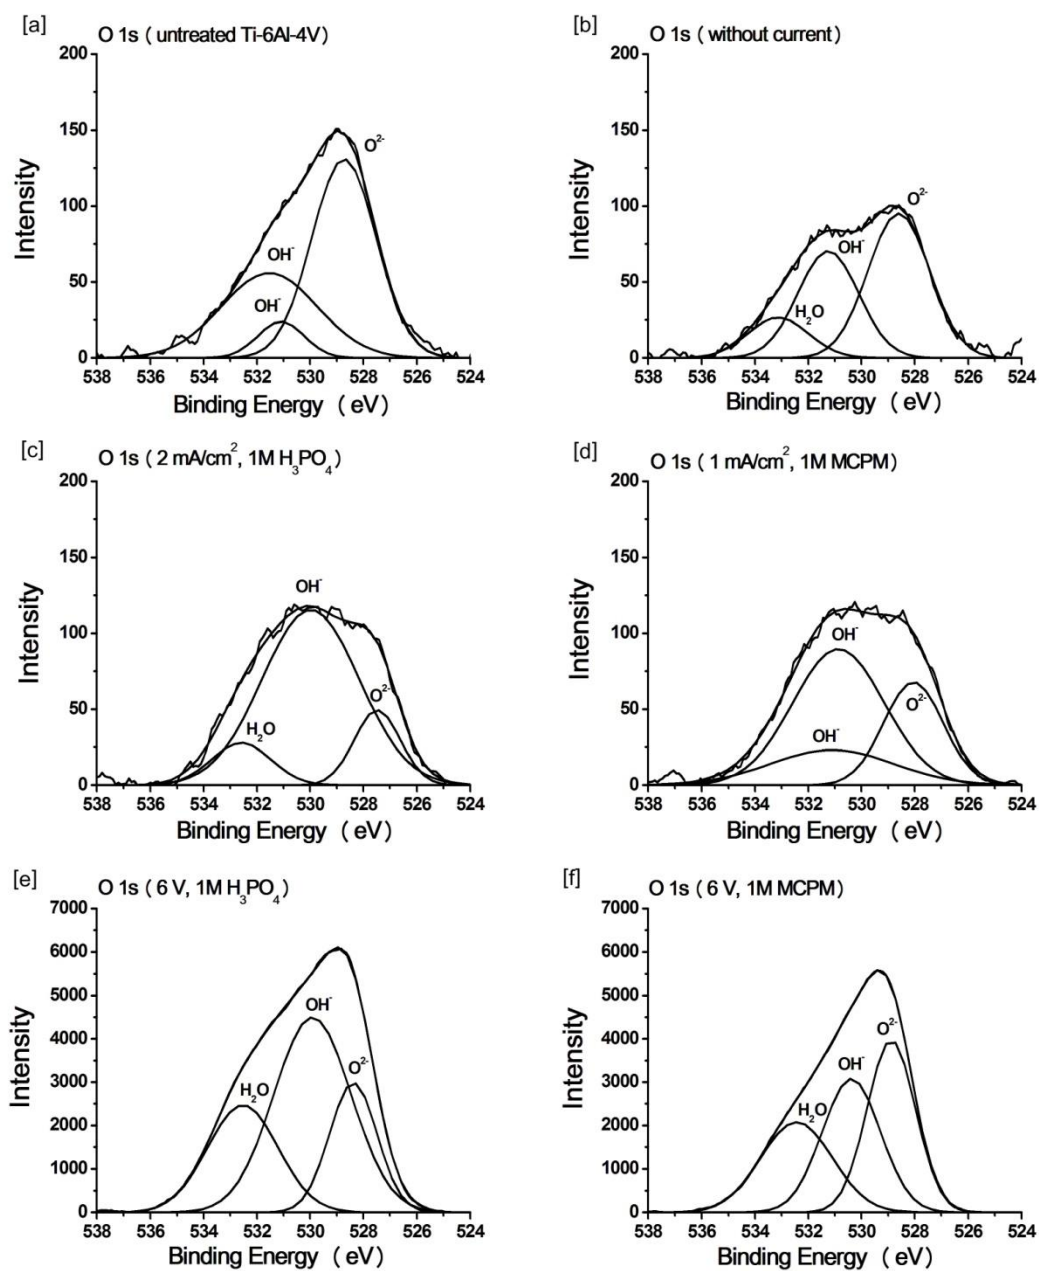 [a]
O 1s ( untreated Ti-6Al-4V)
200
150
100
50
0
Intensity
O²⁻
OH⁻
OH⁻
538 536 534 532 530 528 526 524
Binding Energy ( eV)
[b]
O 1s ( without current)
200
150
100
50
0
Intensity
O²⁻
OH⁻
H₂O
538 536 534 532 530 528 526 524
Binding Energy ( eV)
[c]
O 1s ( 2 mA/cm², 1M H₃PO₄)
200
150
100
50
0
Intensity
OH⁻
O²⁻
H₂O
538 536 534 532 530 528 526 524
Binding Energy ( eV)
[d]
O 1s ( 1 mA/cm², 1M MCPM)
200
150
100
50
0
Intensity
OH⁻
O²⁻
OH⁻
538 536 534 532 530 528 526 524
Binding Energy ( eV)
[e]
O 1s ( 6 V, 1M H₃PO₄)
7000
6000
5000
4000
3000
2000
1000
0
Intensity
OH⁻
O²⁻
H₂O
538 536 534 532 530 528 526 524
Binding Energy ( eV)
[f]
O 1s ( 6 V, 1M MCPM)
7000
6000
5000
4000
3000
2000
1000
0
Intensity
O²⁻
OH⁻
H₂O
538 536 534 532 530 528 526 524
Binding Energy ( eV)